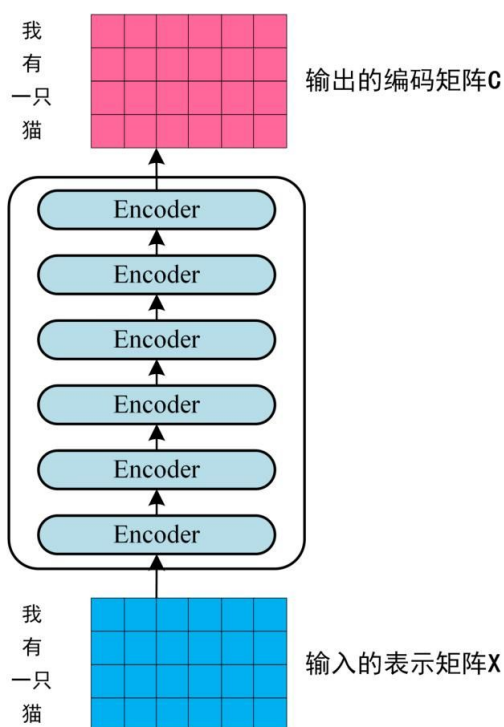 我
有
一只
猫
输出的编码矩阵C
Encoder
Encoder
Encoder
Encoder
Encoder
Encoder
我
有
一只
猫
输入的表示矩阵X